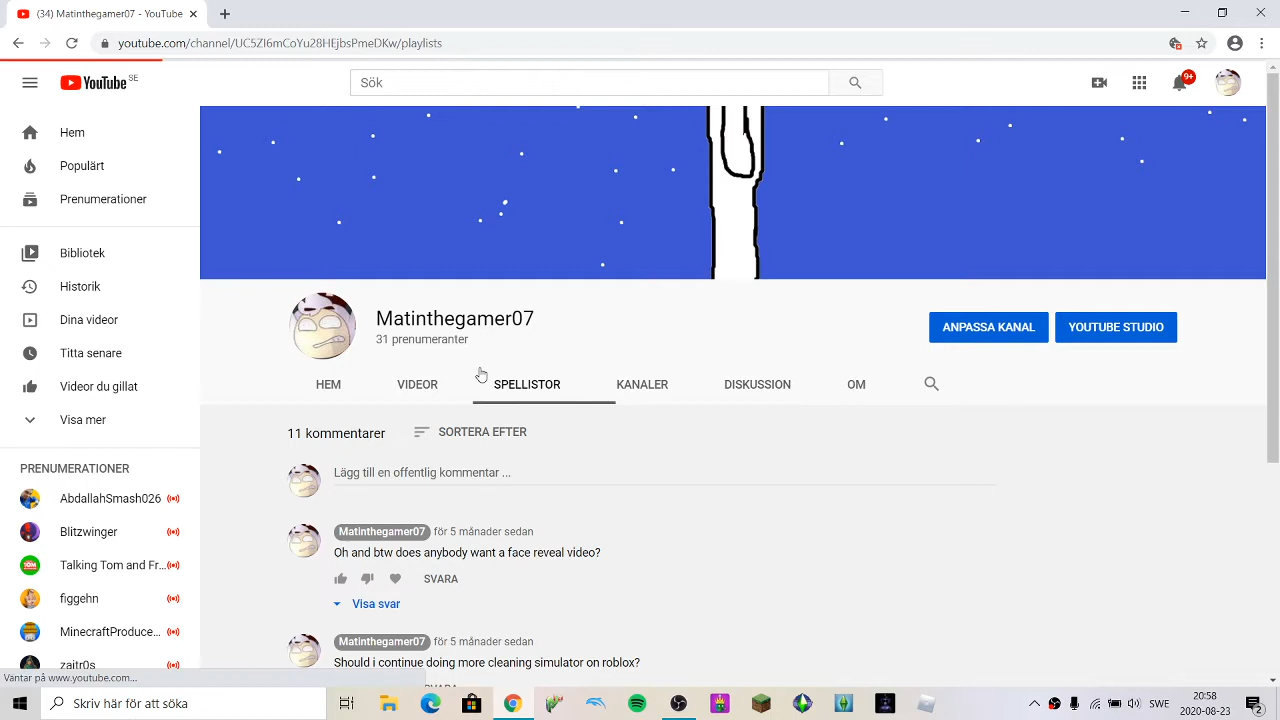 (34) Matinthegamer07 - YouTube
youtube.com/channel/UC5ZI6mCoYu28HEjbsPmeDKw/playlists
YouTube SE
Sök
9+
Hem
Populärt
Prenumerationer
Bibliotek
Historik
Dina videor
Titta senare
Videor du gillat
Visa mer
PRENUMERATIONER
AbdallahSmash026
Blitzwinger
Talking Tom and Fr...
figgehn
MinecraftProduce...
zaitr0s
Matinthegamer07
31 prenumeranter
ANPASSA KANAL
YOUTUBE STUDIO
HEM
VIDEOR
SPELLISTOR
KANALER
DISKUSSION
OM
11 kommentarer
SORTERA EFTER
Lägg till en offentlig kommentar ...
Matinthegamer07 för 5 månader sedan
Oh and btw does anybody want a face reveal video?
SVARA
Visa svar
Matinthegamer07 för 5 månader sedan
Should i continue doing more cleaning simulator on roblox?
SVARA
Väntar på www.youtube.com...
Skriv här för att söka
SWE
20:58
2020-08-23
2